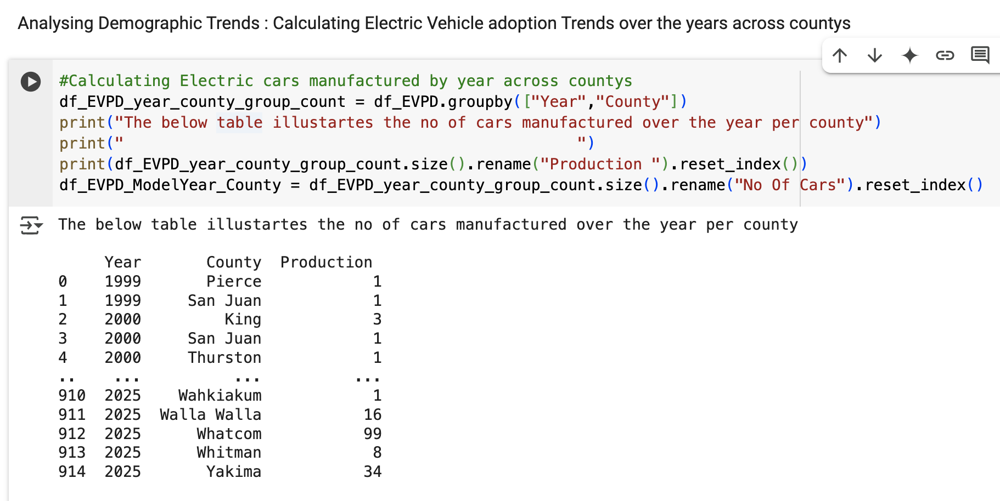 Analysing Demographic Trends : Calculating Electric Vehicle adoption Trends over the years across countys
#Calculating Electric cars manufactured by year across countys
df_EVPD_year_county_group_count = df_EVPD.groupby(["Year","County"])
print("The below table illustartes the no of cars manufactured over the year per county")
print("                                                 ")
print(df_EVPD_year_county_group_count.size().rename("Production ").reset_index())
df_EVPD_ModelYear_County = df_EVPD_year_county_group_count.size().rename("No Of Cars").reset_index()
The below table illustartes the no of cars manufactured over the year per county
     Year       County  Production
0    1999       Pierce            1
1    1999     San Juan            1
2    2000         King            3
3    2000     San Juan            1
4    2000     Thurston            1
..    ...          ...          ...
910  2025    Wahkiakum            1
911  2025  Walla Walla           16
912  2025      Whatcom           99
913  2025      Whitman            8
914  2025       Yakima           34